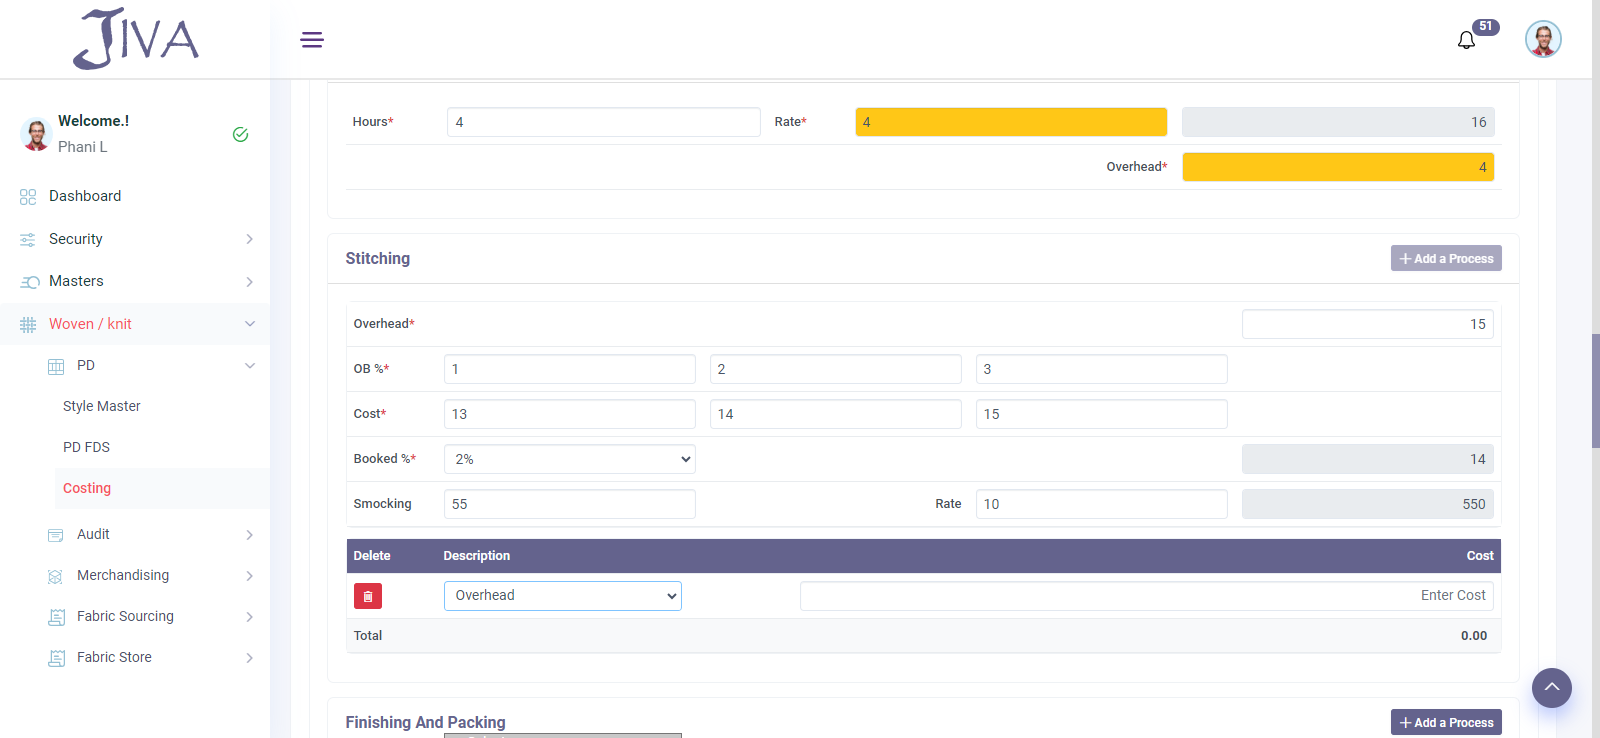 JIVA
51
Welcome.!
Phani L
Dashboard
Security
Masters
Woven / knit
PD
Style Master
PD FDS
Costing
Audit
Merchandising
Fabric Sourcing
Fabric Store
Hours* 4 Rate* 4 16
Overhead* 4
Stitching + Add a Process
Overhead* 15
OB %* 1 2 3
Cost* 13 14 15
Booked %* 2% 14
Smocking 55 Rate 10 550
Delete Description Cost
Overhead Enter Cost
Total 0.00
Finishing And Packing + Add a Process